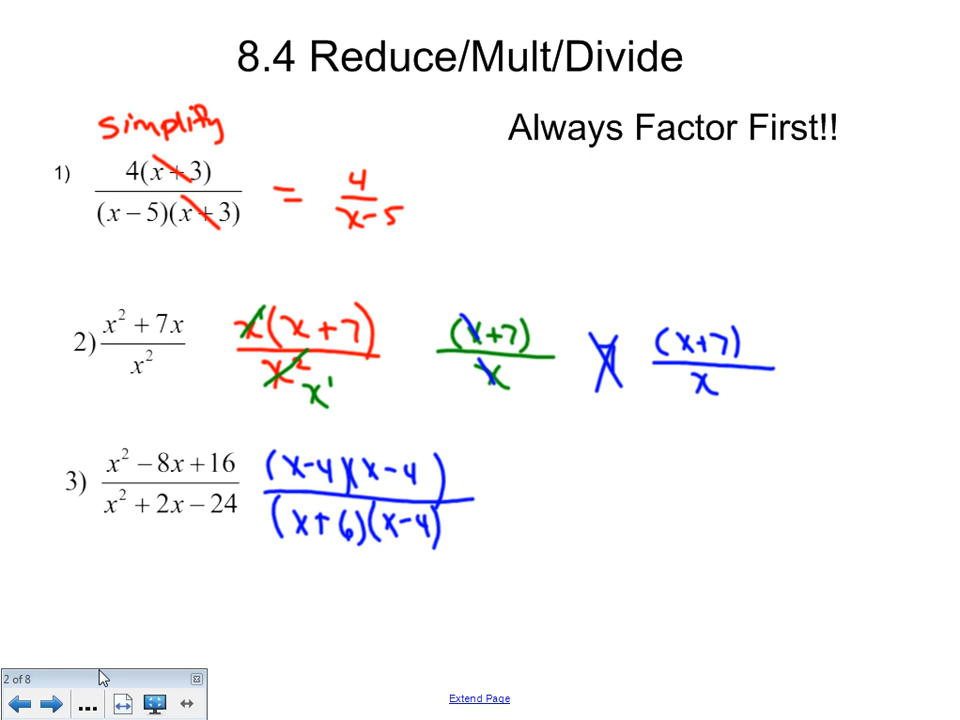 8.4 Reduce/Mult/Divide
simplify
Always Factor First!!
1) 4(x + 3) / (x − 5)(x + 3) = 4 / x-5
2) x² + 7x / x² x(x+7) / x² x¹ (x+7) / x 7 (x+7) / x
3) x² − 8x + 16 / x² + 2x − 24 (x-4)(x-4) / (x+6)(x-4)
2 of 8
...
Extend Page